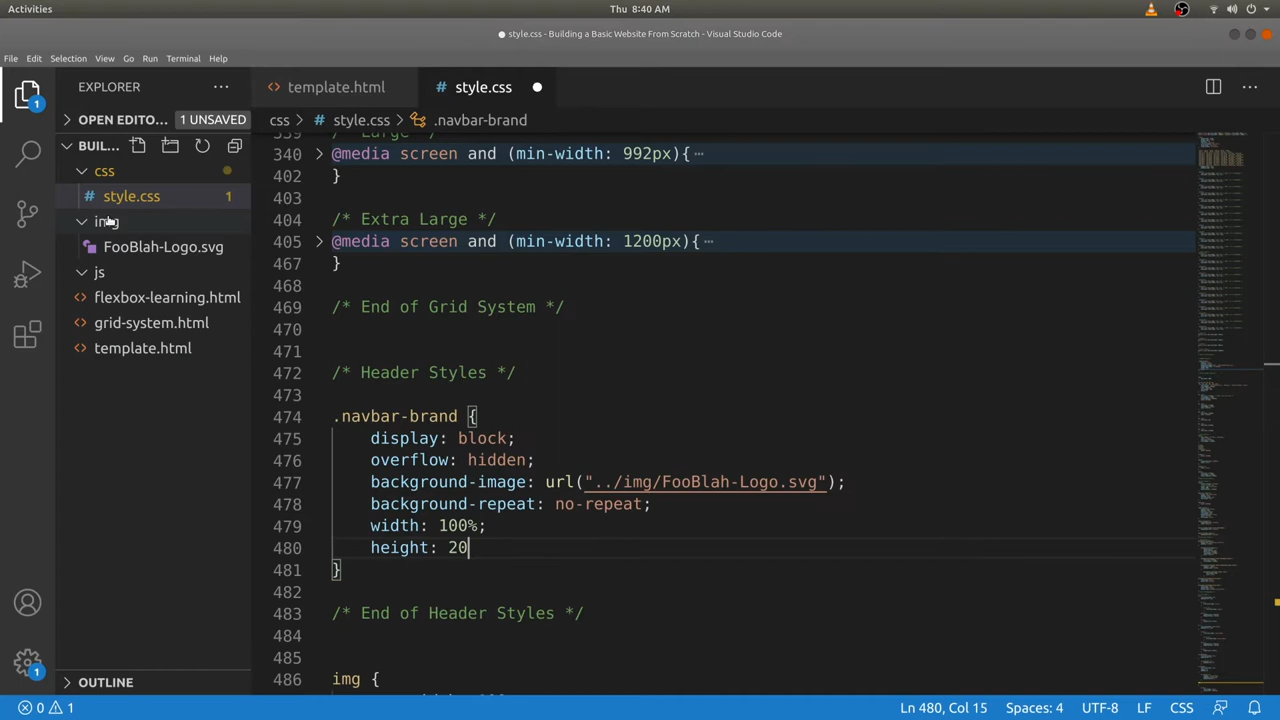 Activities
Thu 8:40 AM
● style.css - Building a Basic Website From Scratch - Visual Studio Code
File Edit Selection View Go Run Terminal Help
EXPLORER
template.html
# style.css
OPEN EDITO... 1 UNSAVED
css > # style.css > .navbar-brand
BUIL...
css
# style.css 1
img
FooBlah-Logo.svg
js
flexbox-learning.html
grid-system.html
template.html
OUTLINE
339 /* Large */
340 @media screen and (min-width: 992px){ ⋯
402 }
403
404 /* Extra Large */
405 @media screen and (min-width: 1200px){ ⋯
467 }
468
469 /* End of Grid System */
470
471
472 /* Header Styles */
473
474 .navbar-brand {
475 display: block;
476 overflow: hidden;
477 background-image: url("../img/FooBlah-Logo.svg");
478 background-repeat: no-repeat;
479 width: 100%;
480 height: 20
481 }
482
483 /* End of Header Styles */
484
485
486 img {
1
1
0 1
Ln 480, Col 15 Spaces: 4 UTF-8 LF CSS